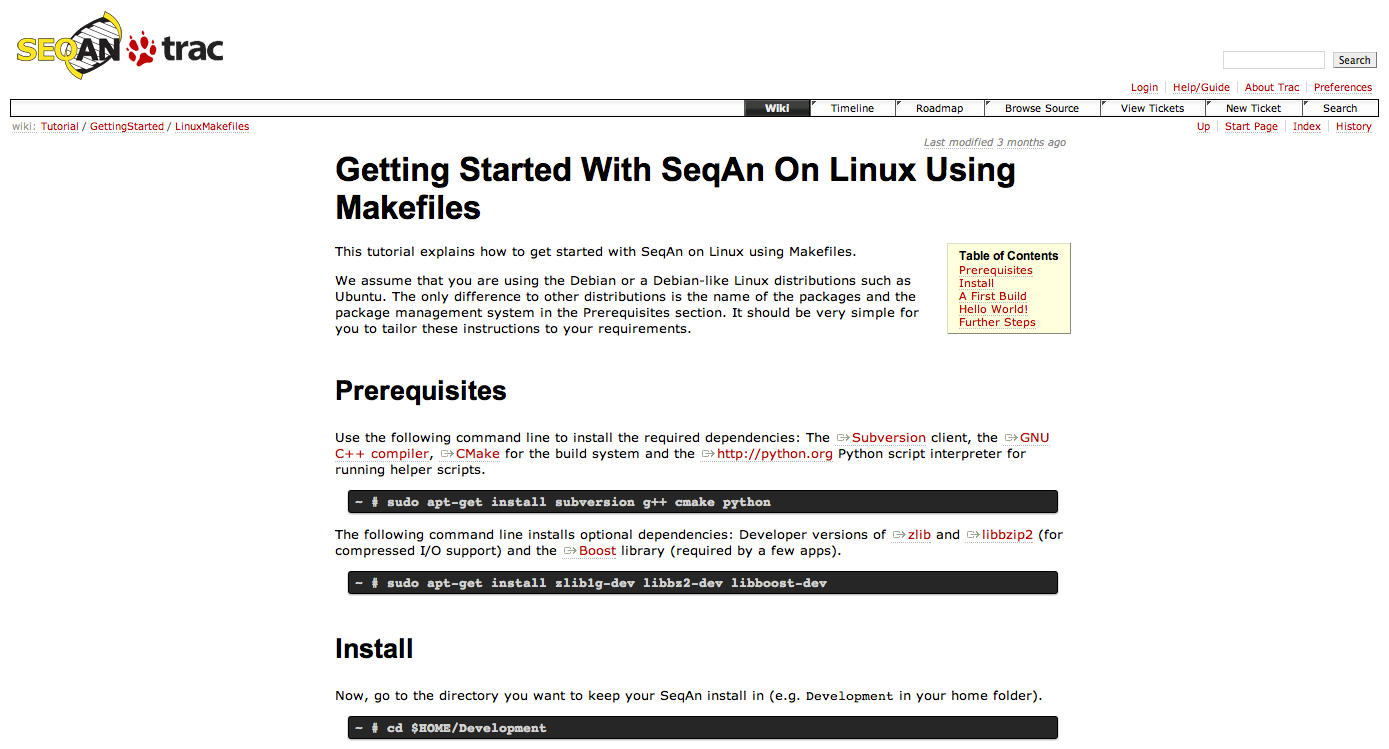 SEQAN trac
Search
Login Help/Guide About Trac Preferences
Wiki Timeline Roadmap Browse Source View Tickets New Ticket Search
wiki: Tutorial / GettingStarted / LinuxMakefiles
Up Start Page Index History
Last modified 3 months ago
Getting Started With SeqAn On Linux Using
Makefiles
This tutorial explains how to get started with SeqAn on Linux using Makefiles.
We assume that you are using the Debian or a Debian-like Linux distributions such as
Ubuntu. The only difference to other distributions is the name of the packages and the
package management system in the Prerequisites section. It should be very simple for
you to tailor these instructions to your requirements.
Table of Contents
Prerequisites
Install
A First Build
Hello World!
Further Steps
Prerequisites
Use the following command line to install the required dependencies: The Subversion client, the GNU
C++ compiler, CMake for the build system and the http://python.org Python script interpreter for
running helper scripts.
~ # sudo apt-get install subversion g++ cmake python
The following command line installs optional dependencies: Developer versions of zlib and libbzip2 (for
compressed I/O support) and the Boost library (required by a few apps).
~ # sudo apt-get install zlib1g-dev libbz2-dev libboost-dev
Install
Now, go to the directory you want to keep your SeqAn install in (e.g. Development in your home folder).
~ # cd $HOME/Development